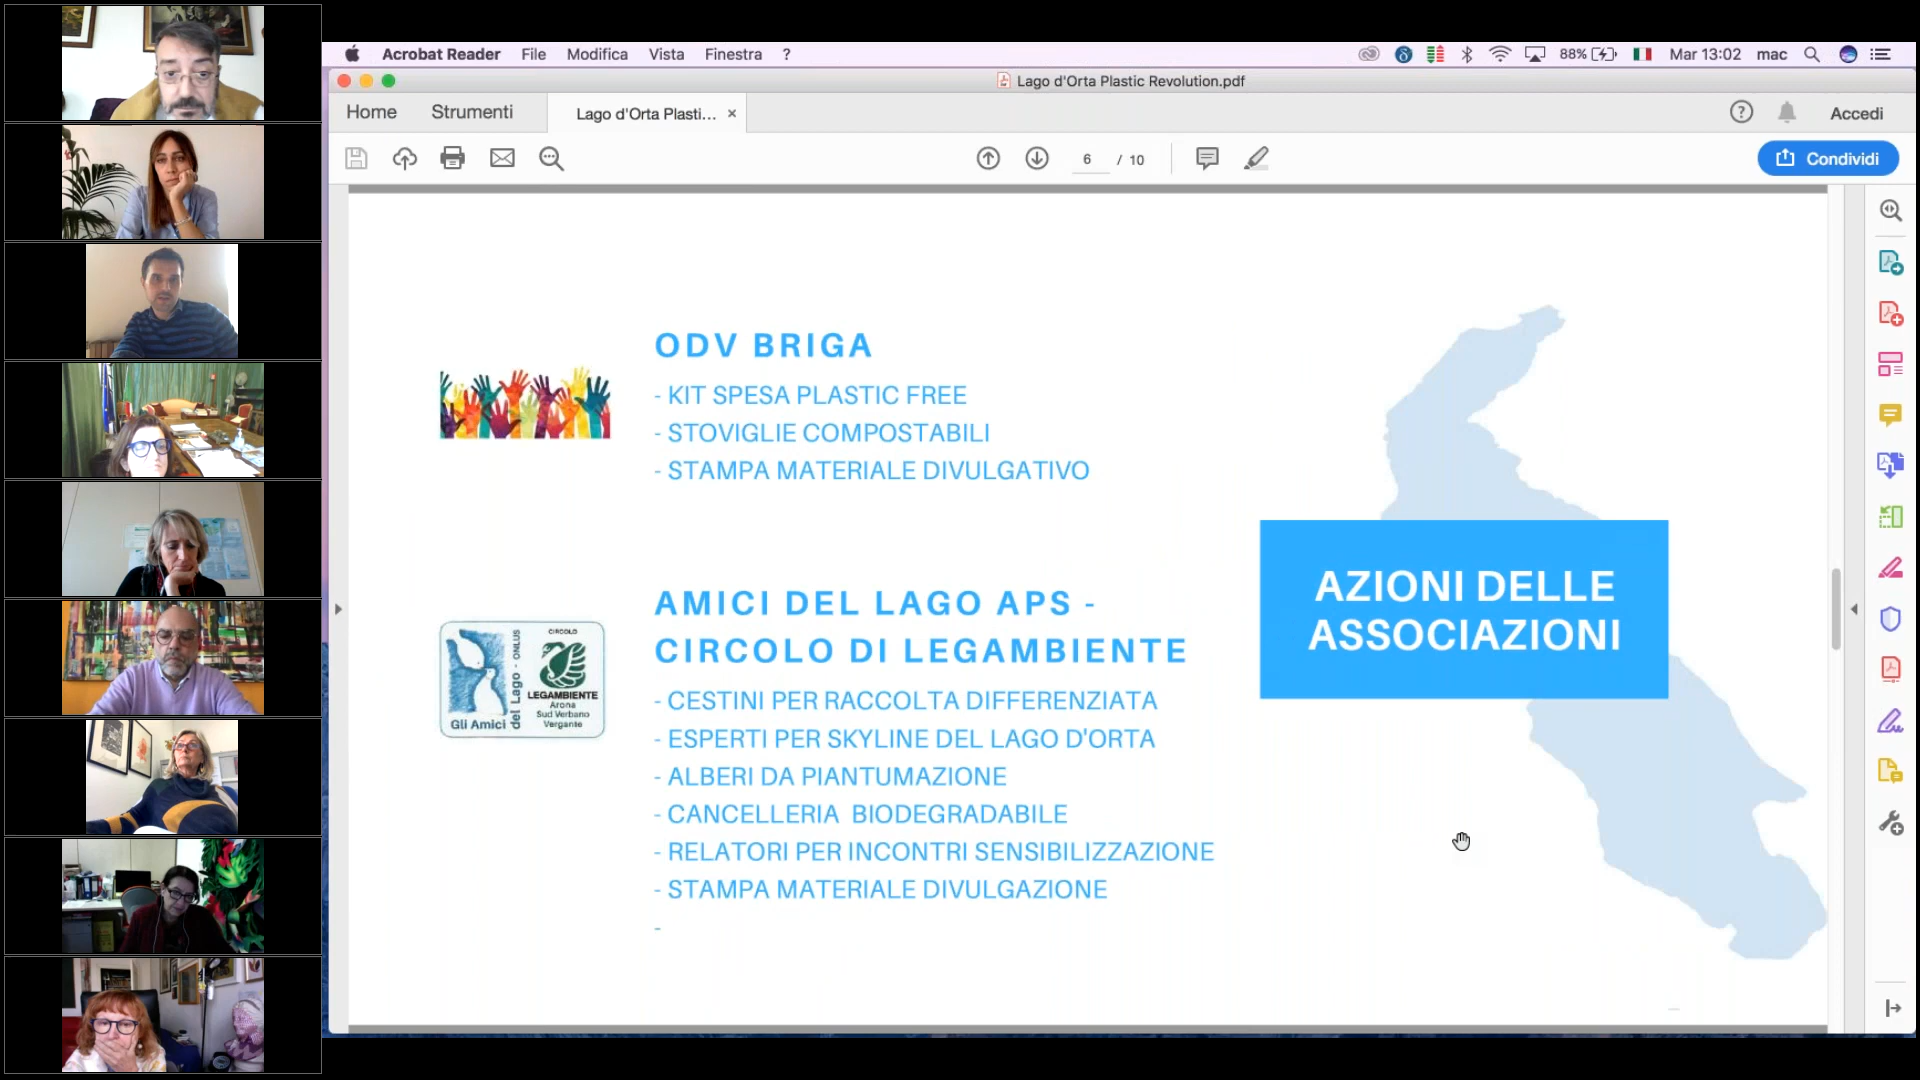 Acrobat Reader File Modifica Vista Finestra ?
88% Mar 13:02 mac
Lago d'Orta Plastic Revolution.pdf
Home Strumenti Lago d'Orta Plasti... × Accedi
6 / 10 Condividi
ODV BRIGA
- KIT SPESA PLASTIC FREE
- STOVIGLIE COMPOSTABILI
- STAMPA MATERIALE DIVULGATIVO
AZIONI DELLE
ASSOCIAZIONI
AMICI DEL LAGO APS -
CIRCOLO DI LEGAMBIENTE
- CESTINI PER RACCOLTA DIFFERENZIATA
- ESPERTI PER SKYLINE DEL LAGO D'ORTA
- ALBERI DA PIANTUMAZIONE
- CANCELLERIA BIODEGRADABILE
- RELATORI PER INCONTRI SENSIBILIZZAZIONE
- STAMPA MATERIALE DIVULGAZIONE
-
Gli Amici
del Lago - ONLUS
CIRCOLO
LEGAMBIENTE
Arona
Sud Verbano
Vergante